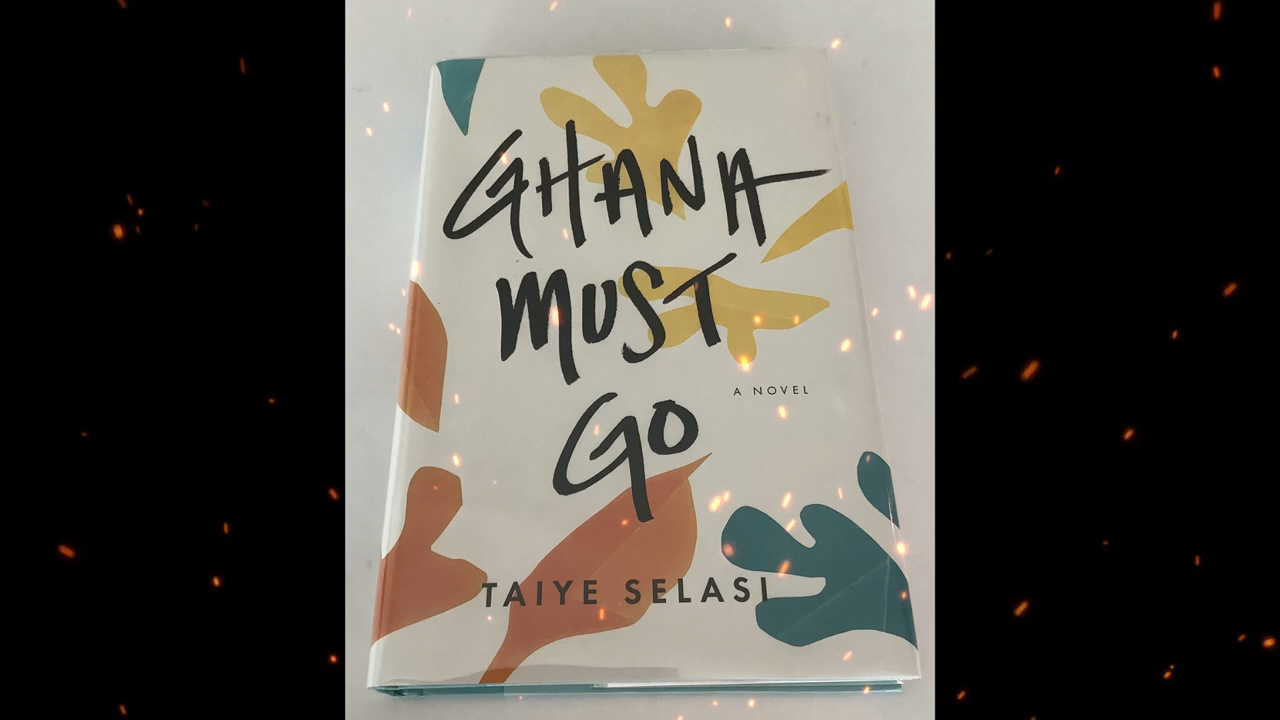 GHANA
MUST
GO
A NOVEL
TAIYE SELASI